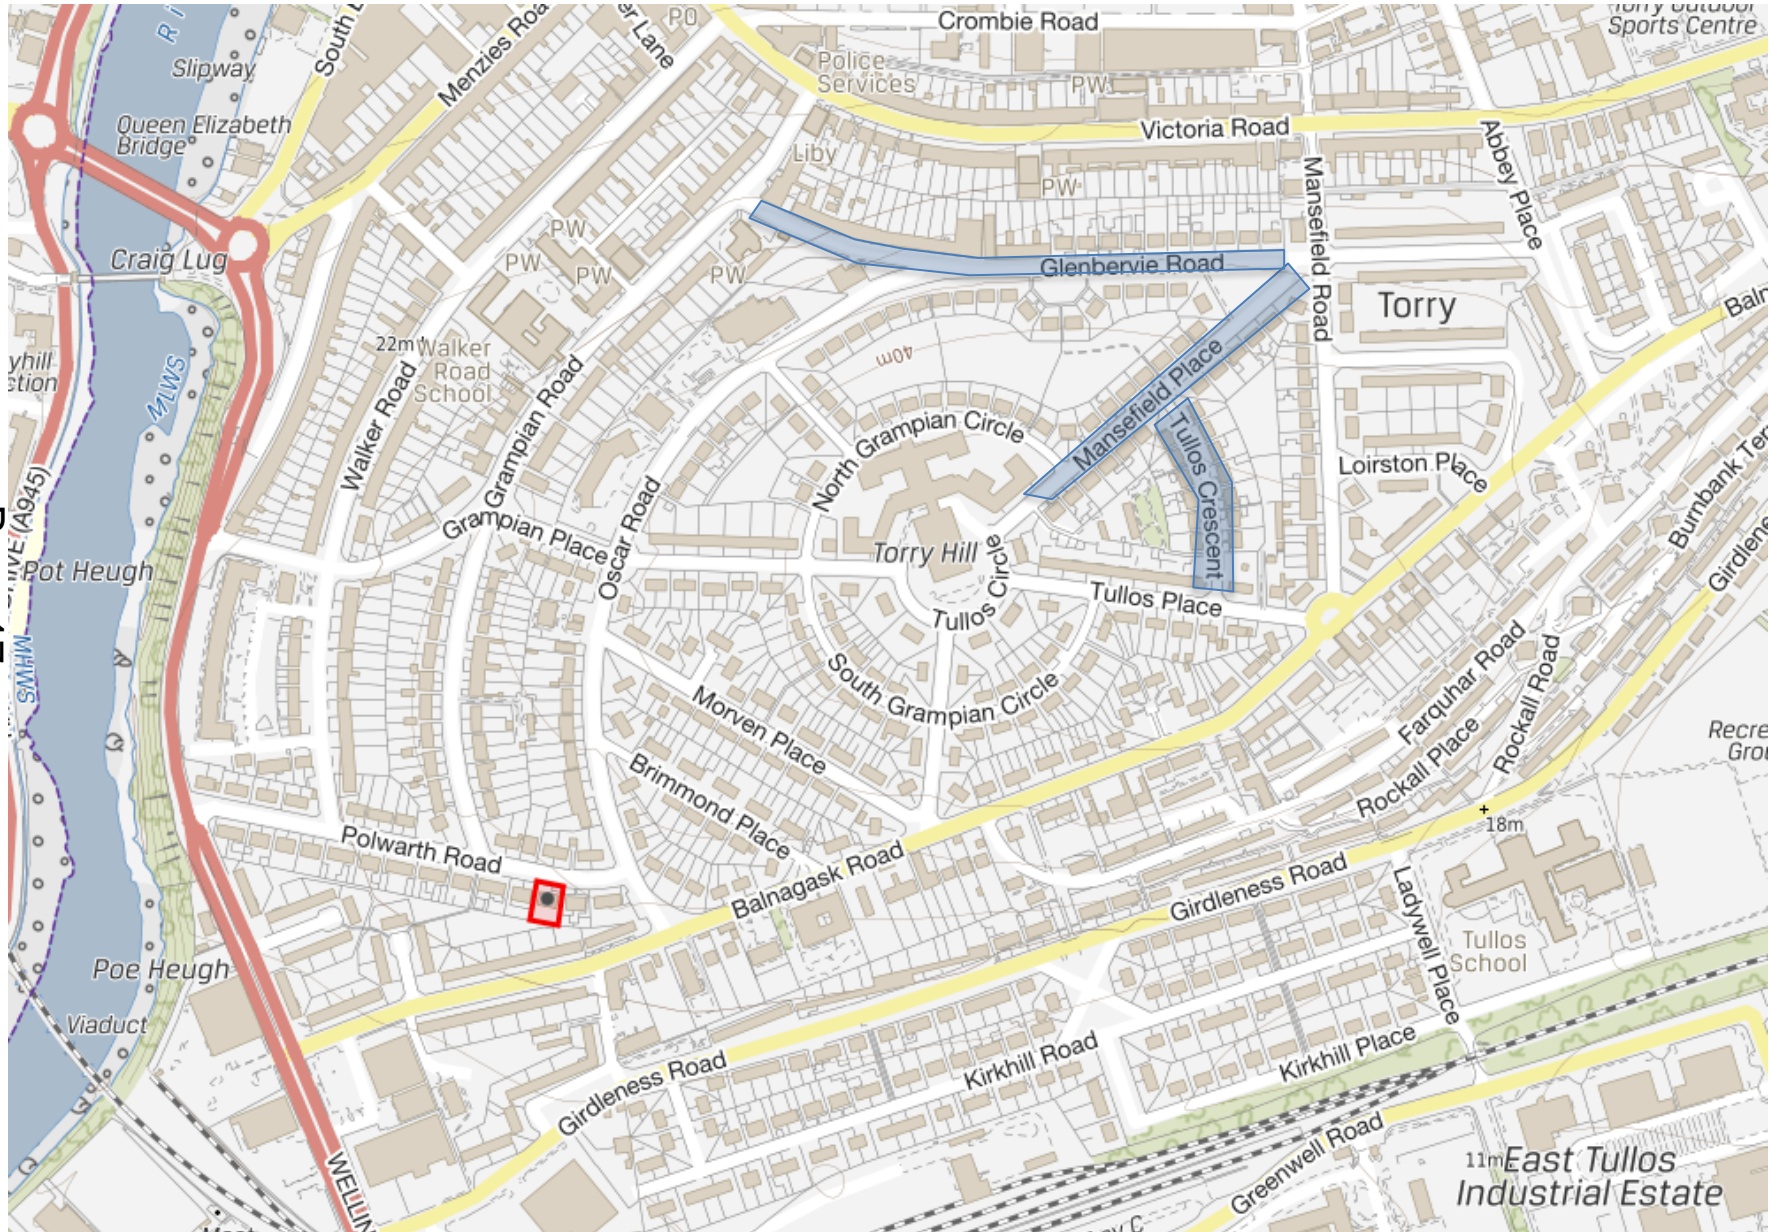 Crombie Road
PO
Sports Centre
Police
Services
Slipway
Menzies Road
PW
Queen Elizabeth
Bridge
Victoria Road
Abbey Place
Liby
PW
Mansefield Road
PW
PW
PW
PW
Craig Lug
Glenbervie Road
Torry
22m
Walker
Road
School
40m
MLWS
Walker Road
Grampian Road
North Grampian Circle
Mansefield Place
Tullos Crescent
Loirston Place
(A945)
Grampian Place
Oscar Road
Torry Hill
Tullos Circle
Pot Heugh
Tullos Place
MHWS
South Grampian Circle
Morven Place
Brimmond Place
Farquhar Road
Rockall Road
Rockall Place
18m
Polwarth Road
Balnagask Road
Girdleness Road
Ladywell Place
Tullos
School
Poe Heugh
Viaduct
Girdleness Road
Kirkhill Road
Kirkhill Place
Greenwell Road
11m
East Tullos
Industrial Estate